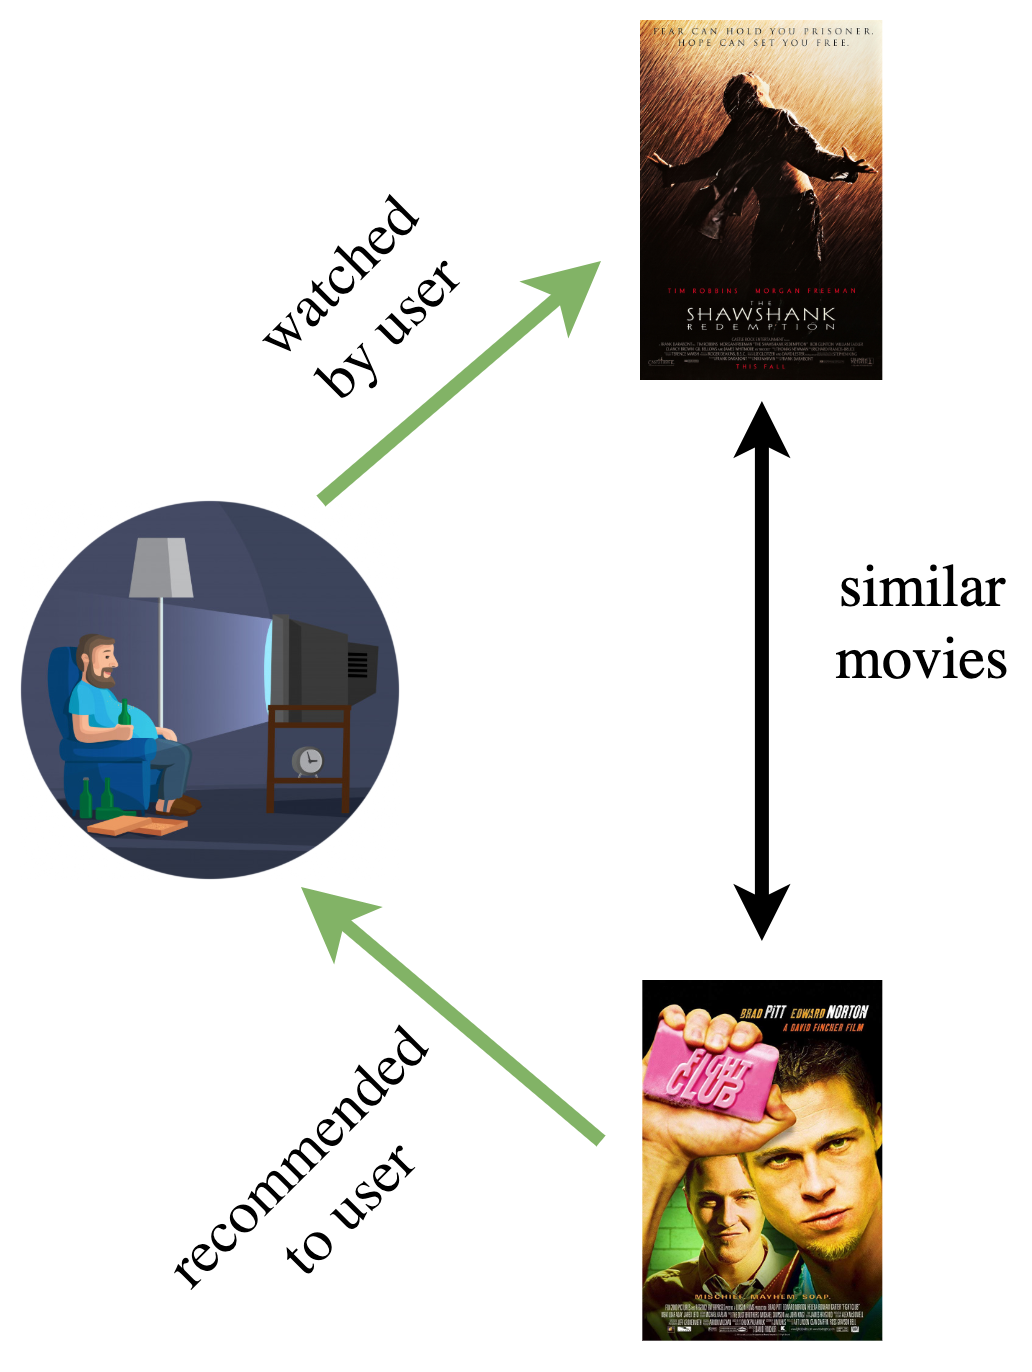 FEAR CAN HOLD YOU PRISONER.
HOPE CAN SET YOU FREE.
TIM ROBBINS MORGAN FREEMAN
THE
SHAWSHANK
REDEMPTION
THIS FALL
watched
by user
similar
movies
recommended
to user
BRAD PITT EDWARD NORTON
A DAVID FINCHER FILM
FIGHT
CLUB
MISCHIEF. MAYHEM. SOAP.